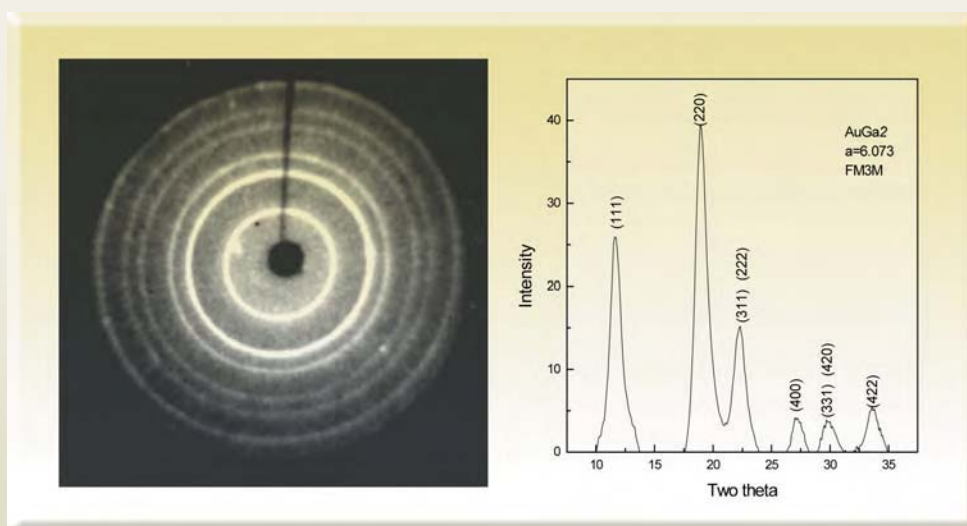 40
30
20
10
0
10 15 20 25 30 35
Intensity
Two theta
(111)
(220)
(311) (222)
(400)
(331) (420)
(422)
AuGa2
a=6.073
FM3M